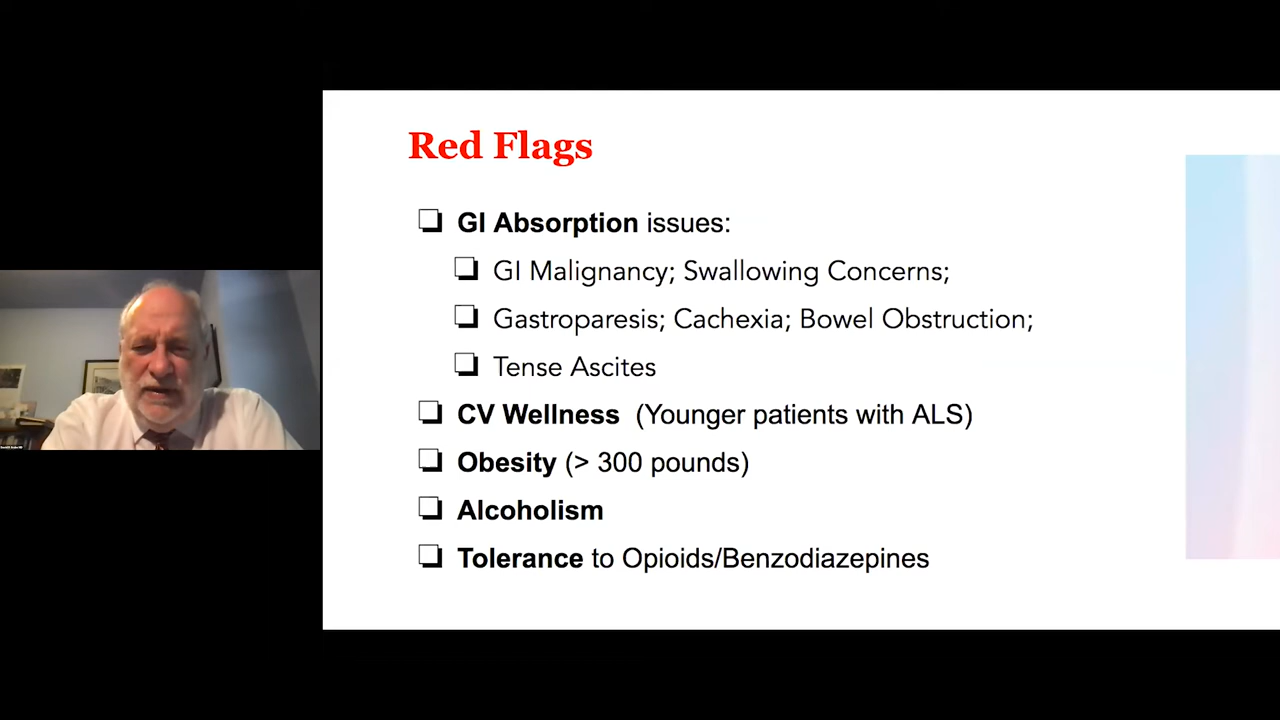 Red Flags
GI Absorption issues:
GI Malignancy; Swallowing Concerns;
Gastroparesis; Cachexia; Bowel Obstruction;
Tense Ascites
CV Wellness (Younger patients with ALS)
Obesity (> 300 pounds)
Alcoholism
Tolerance to Opioids/Benzodiazepines